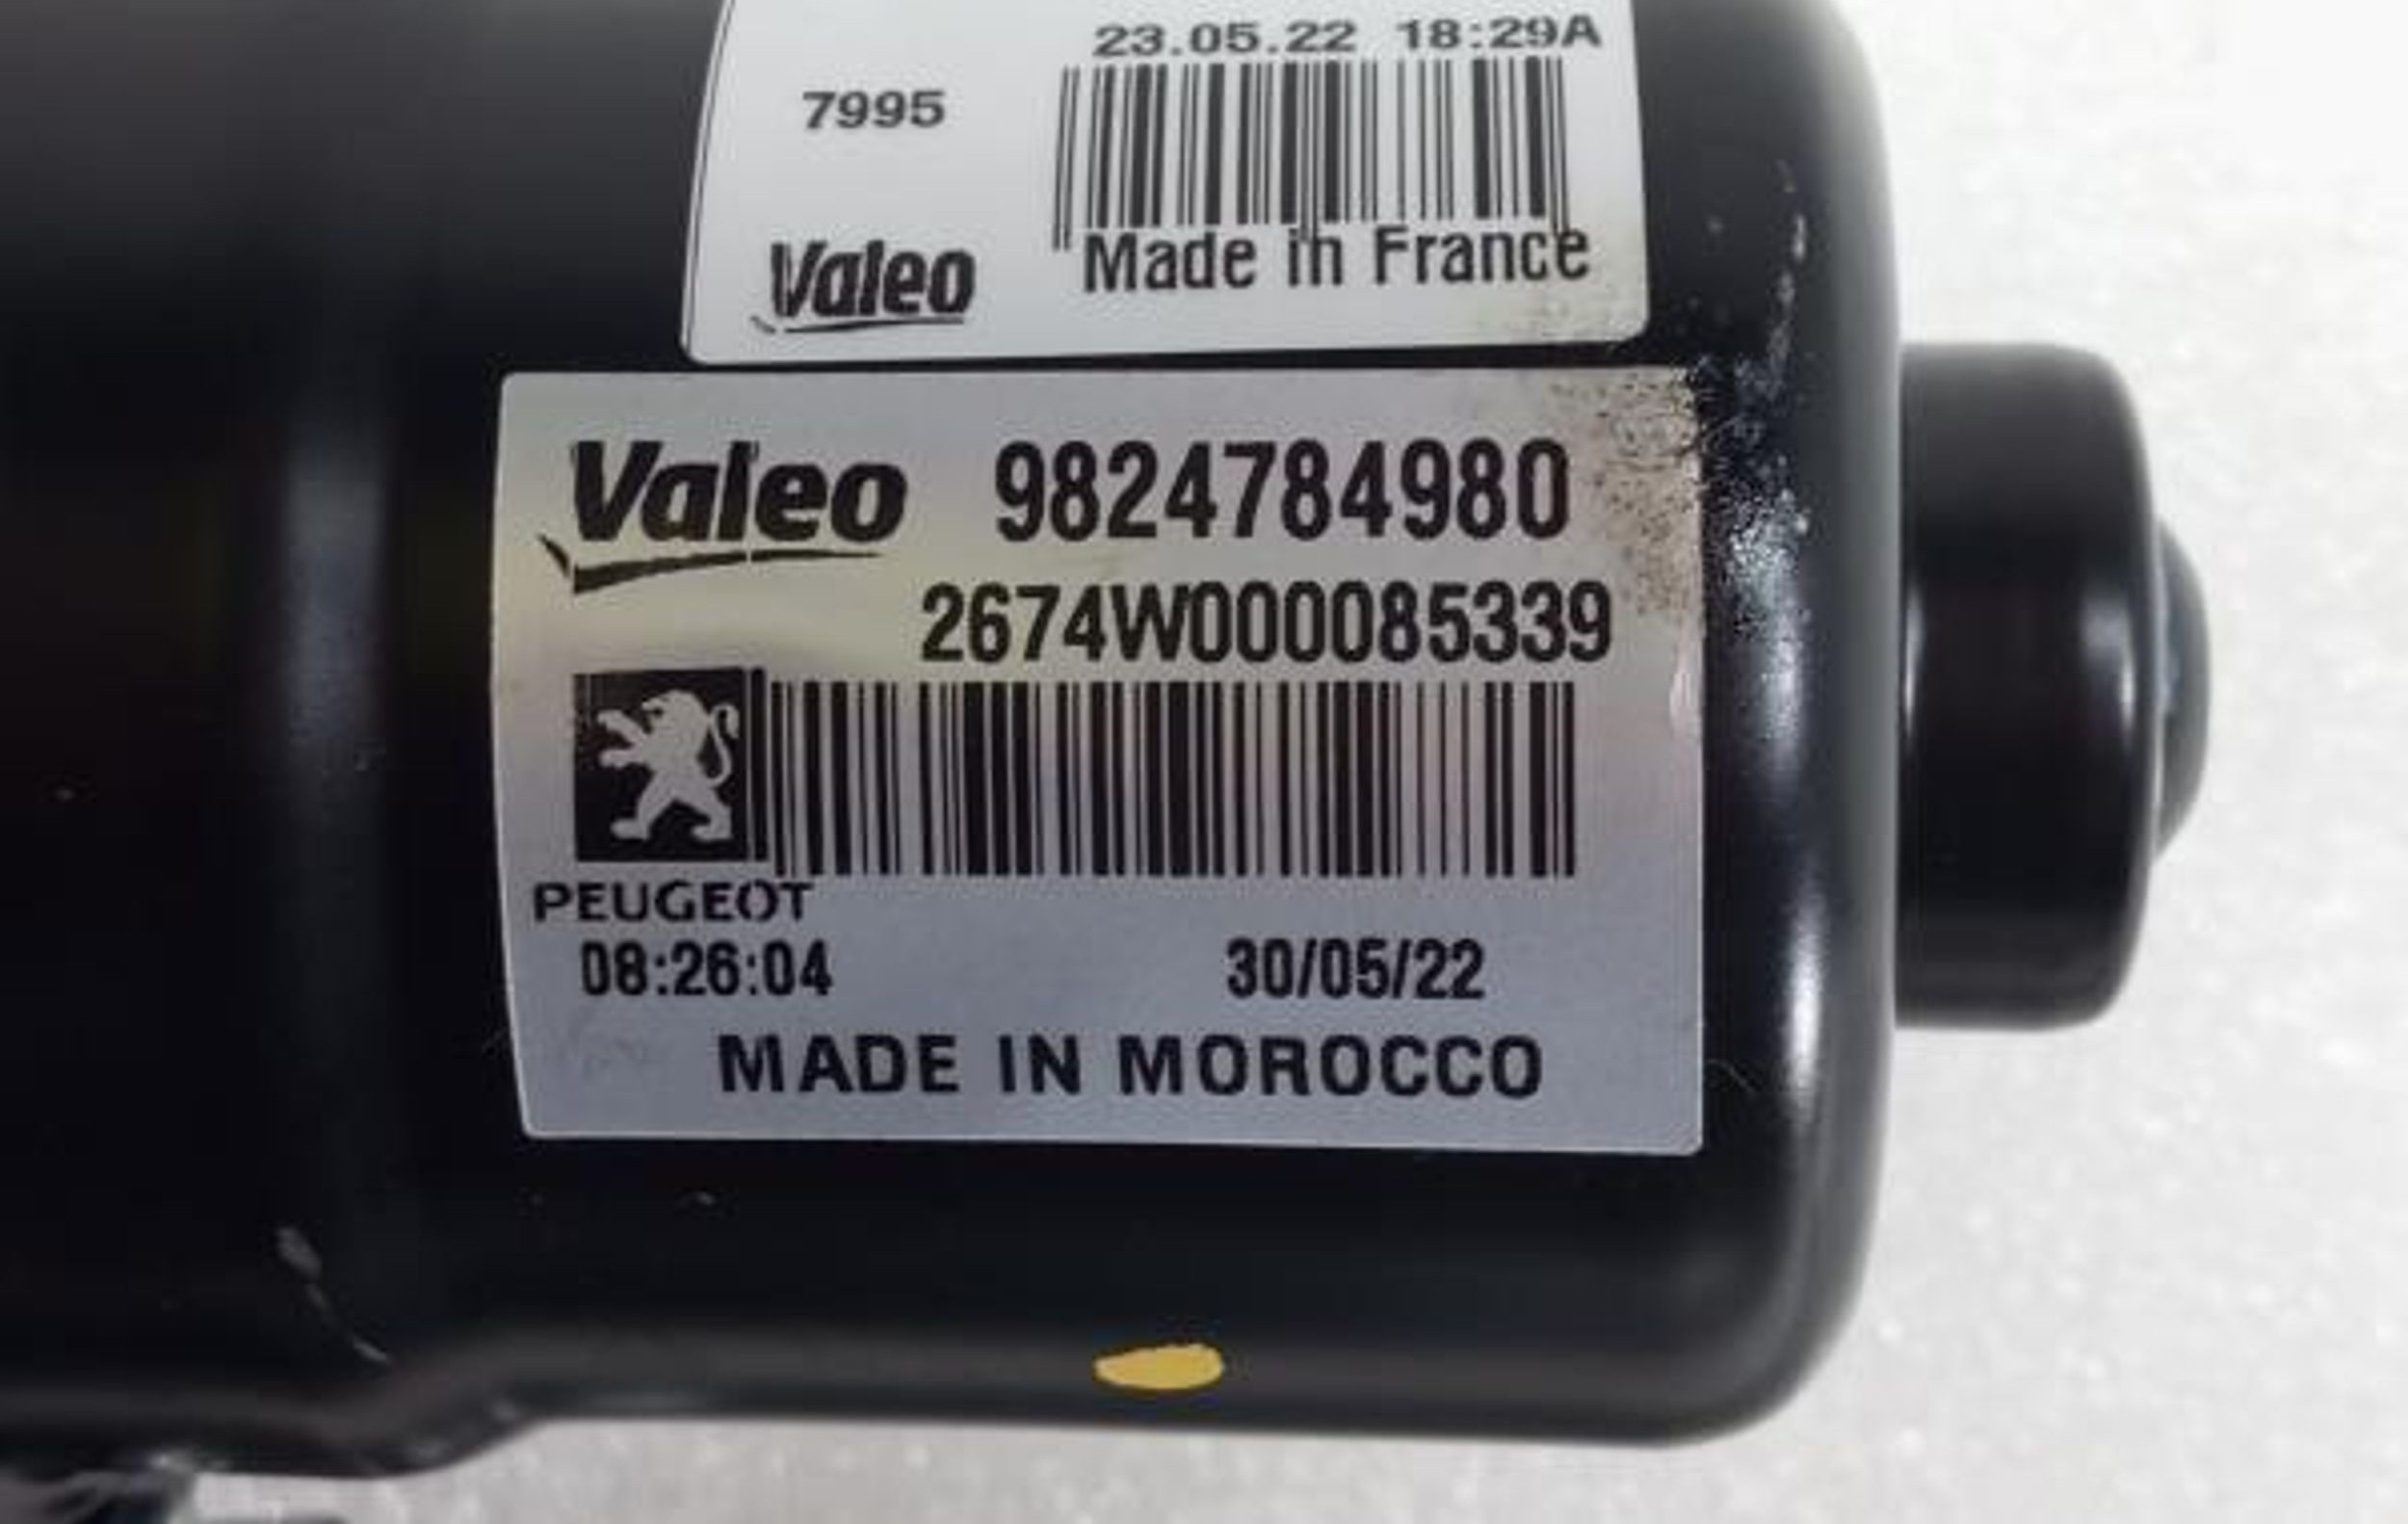 23.05.22 18:29A
7995
Made in France
Valeo
Valeo 9824784980
2674W000085339
PEUGEOT
08:26:04 30/05/22
MADE IN MOROCCO